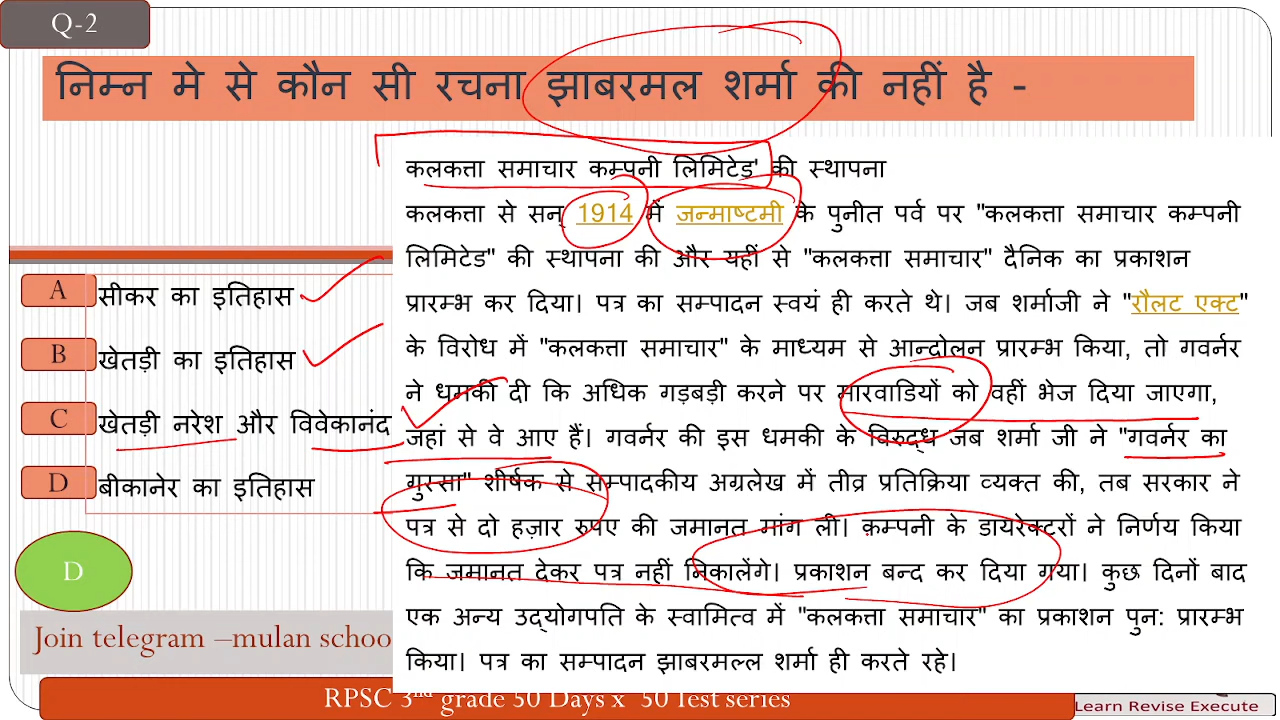 Q-2
निम्न मे से कौन सी रचना झाबरमल शर्मा की नहीं है -
कलकत्ता समाचार कम्पनी लिमिटेड' की स्थापना
कलकत्ता से सन् 1914 में जन्माष्टमी के पुनीत पर्व पर "कलकत्ता समाचार कम्पनी
लिमिटेड" की स्थापना की और यहीं से "कलकत्ता समाचार" दैनिक का प्रकाशन
प्रारम्भ कर दिया। पत्र का सम्पादन स्वयं ही करते थे। जब शर्माजी ने "रौलट एक्ट"
के विरोध में "कलकत्ता समाचार" के माध्यम से आन्दोलन प्रारम्भ किया, तो गवर्नर
ने धमकी दी कि अधिक गड़बड़ी करने पर मारवाडियों को वहीं भेज दिया जाएगा,
जहां से वे आए हैं। गवर्नर की इस धमकी के विरुद्ध जब शर्मा जी ने "गवर्नर का
गुस्सा" शीर्षक से सम्पादकीय अग्रलेख में तीव्र प्रतिक्रिया व्यक्त की, तब सरकार ने
पत्र से दो हज़ार रुपए की जमानत मांग ली। कम्पनी के डायरेक्टरों ने निर्णय किया
कि जमानत देकर पत्र नहीं निकालेंगे। प्रकाशन बन्द कर दिया गया। कुछ दिनों बाद
एक अन्य उद्योगपति के स्वामित्व में "कलकत्ता समाचार" का प्रकाशन पुन: प्रारम्भ
किया। पत्र का सम्पादन झाबरमल्ल शर्मा ही करते रहे।
A सीकर का इतिहास
B खेतड़ी का इतिहास
C खेतड़ी नरेश और विवेकानंद
D बीकानेर का इतिहास
D
Join telegram –mulan schoo
RPSC 3nd grade 50 Days x 50 Test series
Learn Revise Execute